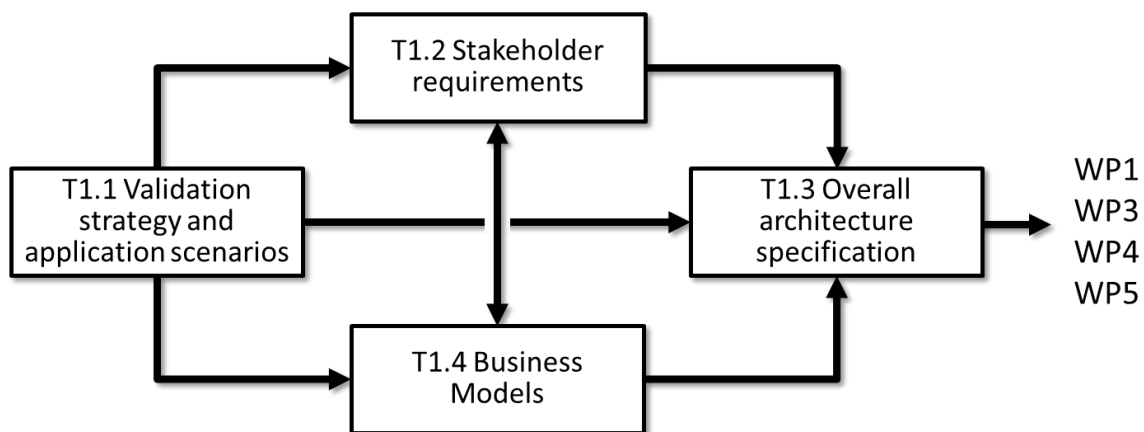 T1.2 Stakeholder
requirements
T1.1 Validation
strategy and
application scenarios
T1.3 Overall
architecture
specification
WP1
WP3
WP4
WP5
T1.4 Business
Models